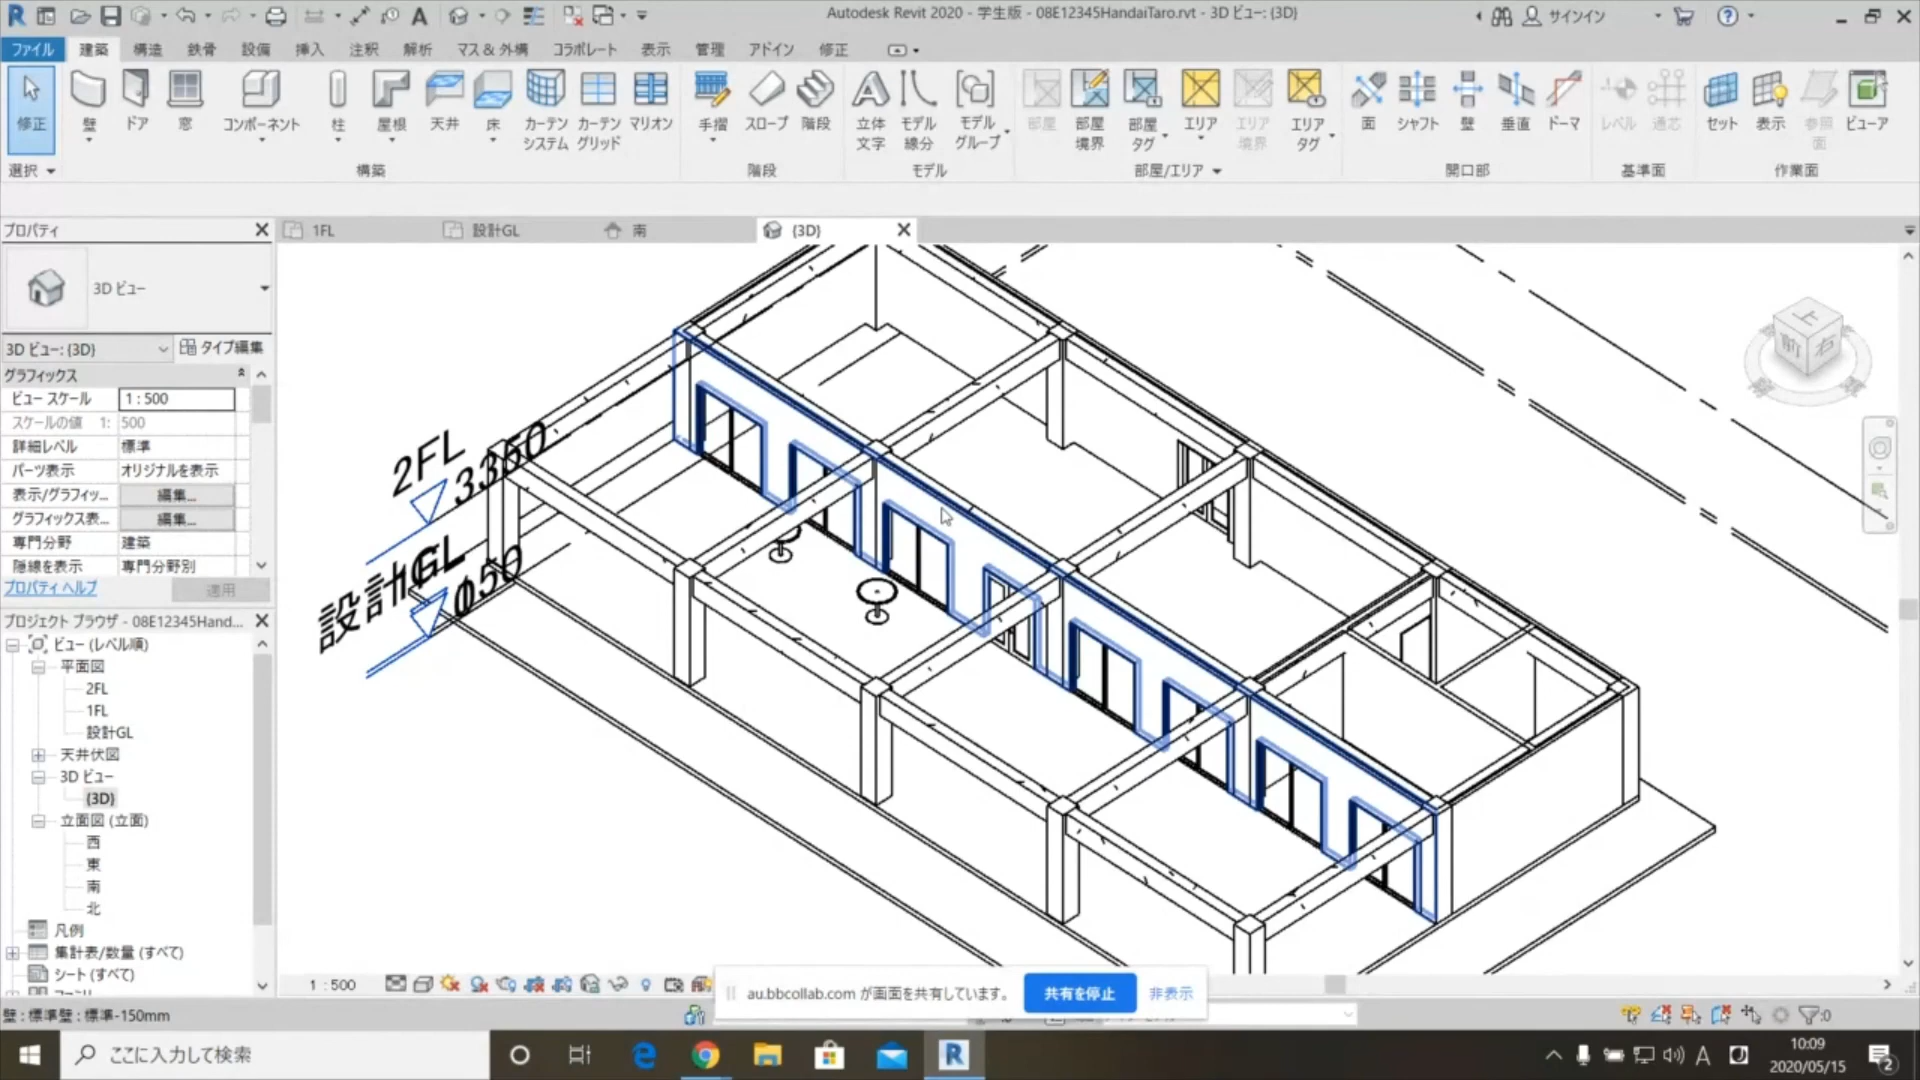 Autodesk Revit 2020 - 学生版 - 08E12345HandaiTaro.rvt - 3D ビュー: {3D}
サインイン
ファイル 建築 構造 鉄骨 設備 挿入 注釈 解析 マス & 外構 コラボレート 表示 管理 アドイン 修正
修正 壁 ドア 窓 コンポーネント 柱 屋根 天井 床 カーテン システム カーテン グリッド マリオン 手摺 スロープ 階段 立体 文字 モデル 線分 モデル グループ 部屋 部屋 境界 部屋 タグ エリア エリア 境界 エリア タグ 面 シャフト 壁 垂直 ドーマ レベル 通芯 セット 表示 参照 面 ビューア
選択 構築 階段 モデル 部屋/エリア 開口部 基準面 作業面
プロパティ
1FL 設計GL 南 {3D}
3D ビュー
3D ビュー: {3D} タイプ編集
グラフィックス
ビュー スケール 1 : 500
スケールの値 1: 500
詳細レベル 標準
パーツ表示 オリジナルを表示
表示/グラフィッ... 編集...
グラフィックス表... 編集...
専門分野 建築
隠線を表示 専門分野別
プロパティ ヘルプ 適用
プロジェクト ブラウザ - 08E12345Hand...
ビュー (レベル順)
平面図
2FL
1FL
設計GL
天井伏図
3D ビュー
{3D}
立面図 (立面)
西
東
南
北
凡例
集計表/数量 (すべて)
シート (すべて)
2FL
3350
設計GL
上
前 右
1 : 500
au.bbcollab.com が画面を共有しています。 共有を停止 非表示
壁 : 標準壁 : 標準-150mm
:0
ここに入力して検索
A
10:09
2020/05/15
2